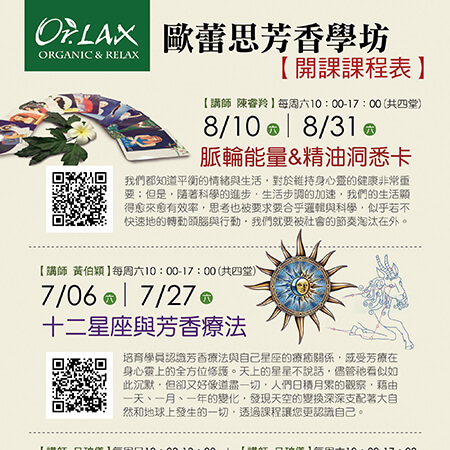 Or.LAX
ORGANIC & RELAX
歐蕾思芳香學坊
【開課課程表】
【講師 陳睿羚】每周六10：00-17：00(共四堂)
8/10 六 | 8/31 六
脈輪能量&精油洞悉卡
我們都知道平衡的情緒與生活，對於維持身心靈的健康非常重
要；但是，隨著科學的進步，生活步調的加速，我們的生活顯
得愈來愈有效率，思考也被要求要合乎邏輯與科學，似乎若不
快速地的轉動頭腦與行動，我們就要被社會的節奏淘汰在外。
【講師 黃伯穎】每周六10：00-17：00(共四堂)
7/06 六 | 7/27 六
十二星座與芳香療法
培育學員認識芳香療法與自己星座的療癒關係，感受芳療在
身心靈上的全方位修護。天上的星星不說話，儘管祂看似如
此沉默，但卻又好像道盡一切，人們日積月累的觀察，藉由
一天、一月、一年的變化，發現天空的變換深深支配著大自
然和地球上發生的一切，透過課程讓您更認識自己。